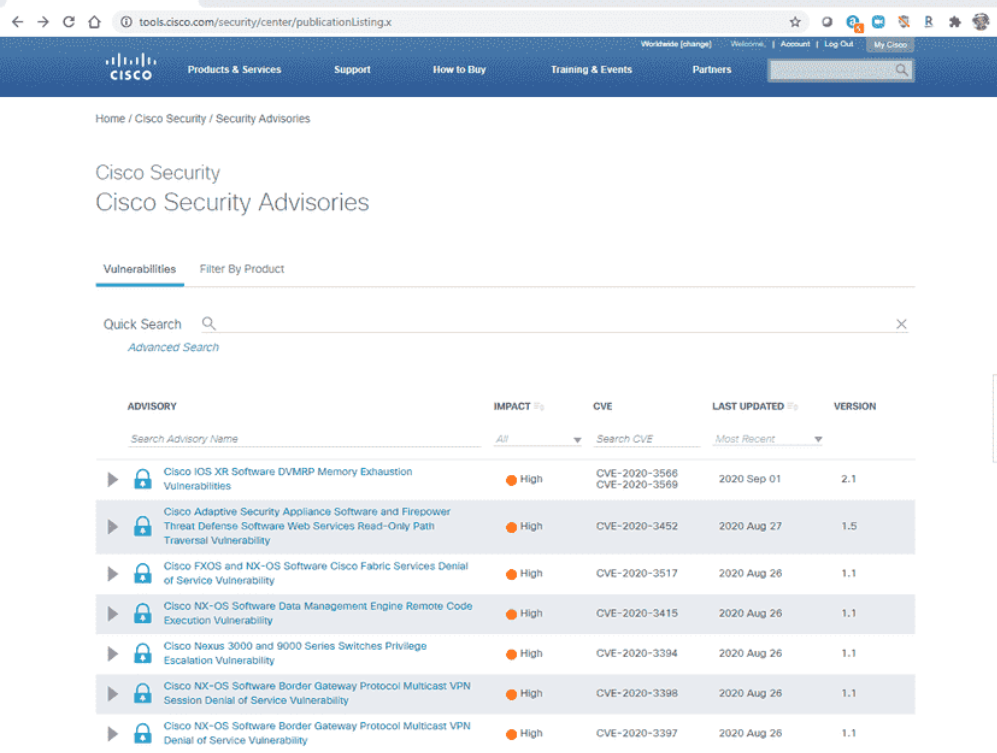 tools.cisco.com/security/center/publicationListing.x
Worldwide [change] Welcome, | Account | Log Out My Cisco
CISCO
Products & Services Support How to Buy Training & Events Partners
Home / Cisco Security / Security Advisories
Cisco Security
Cisco Security Advisories
Vulnerabilities Filter By Product
Quick Search
Advanced Search
ADVISORY IMPACT CVE LAST UPDATED VERSION
Search Advisory Name All Search CVE Most Recent
Cisco IOS XR Software DVMRP Memory Exhaustion
Vulnerabilities
High
CVE-2020-3566
CVE-2020-3569
2020 Sep 01
2.1
Cisco Adaptive Security Appliance Software and Firepower
Threat Defense Software Web Services Read-Only Path
Traversal Vulnerability
High
CVE-2020-3452
2020 Aug 27
1.5
Cisco FXOS and NX-OS Software Cisco Fabric Services Denial
of Service Vulnerability
High
CVE-2020-3517
2020 Aug 26
1.1
Cisco NX-OS Software Data Management Engine Remote Code
Execution Vulnerability
High
CVE-2020-3415
2020 Aug 26
1.1
Cisco Nexus 3000 and 9000 Series Switches Privilege
Escalation Vulnerability
High
CVE-2020-3394
2020 Aug 26
1.1
Cisco NX-OS Software Border Gateway Protocol Multicast VPN
Session Denial of Service Vulnerability
High
CVE-2020-3398
2020 Aug 26
1.1
Cisco NX-OS Software Border Gateway Protocol Multicast VPN
Denial of Service Vulnerability
High
CVE-2020-3397
2020 Aug 26
1.1